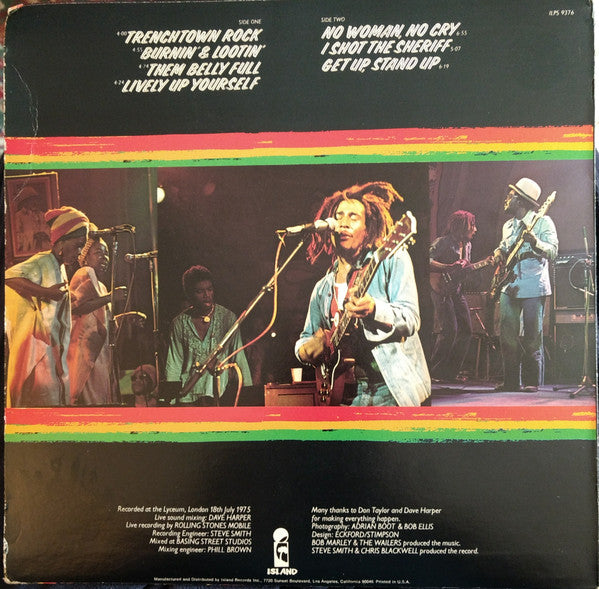 SIDE ONE
4:00 TRENCHTOWN ROCK
4:55 BURNIN' & LOOTIN'
4:74 THEM BELLY FULL
4:24 LIVELY UP YOURSELF
SIDE TWO
NO WOMAN, NO CRY 6:55
I SHOT THE SHERIFF 5:07
GET UP, STAND UP 6:19
ILPS 9376
Recorded at the Lyceum, London 18th July 1975
Live sound mixing: DAVE HARPER
Live recording by ROLLING STONES MOBILE
Recording Engineer: STEVE SMITH
Mixed at BASING STREET STUDIOS
Mixing engineer: PHILL BROWN
ISLAND
Many thanks to Don Taylor and Dave Harper
for making everything happen.
Photography: ADRIAN BOOT & BOB ELLIS
Design: ECKFORD/STIMPSON
BOB MARLEY & THE WAILERS produced the music.
STEVE SMITH & CHRIS BLACKWELL produced the record.
Manufactured and Distributed by Island Records Inc., 7720 Sunset Boulevard, Los Angeles, California 90046. Printed in U.S.A.